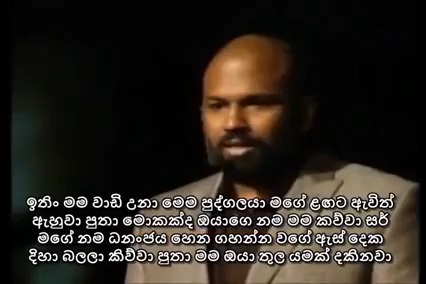 ඉතිං මම වාඩි උනා මෙම පුද්ගලයා මගේ ළඟට ඇවිත්
ඇහුවා පුතා මොකක්ද ඔයාගෙ නම මම කව්වා සර්
මගේ නම ධනංජය හෙන ගහන්න වගේ ඇස් දෙක
දිහා බලලා කිව්වා පුතා මම ඔයා තුල යමක් දකිනවා